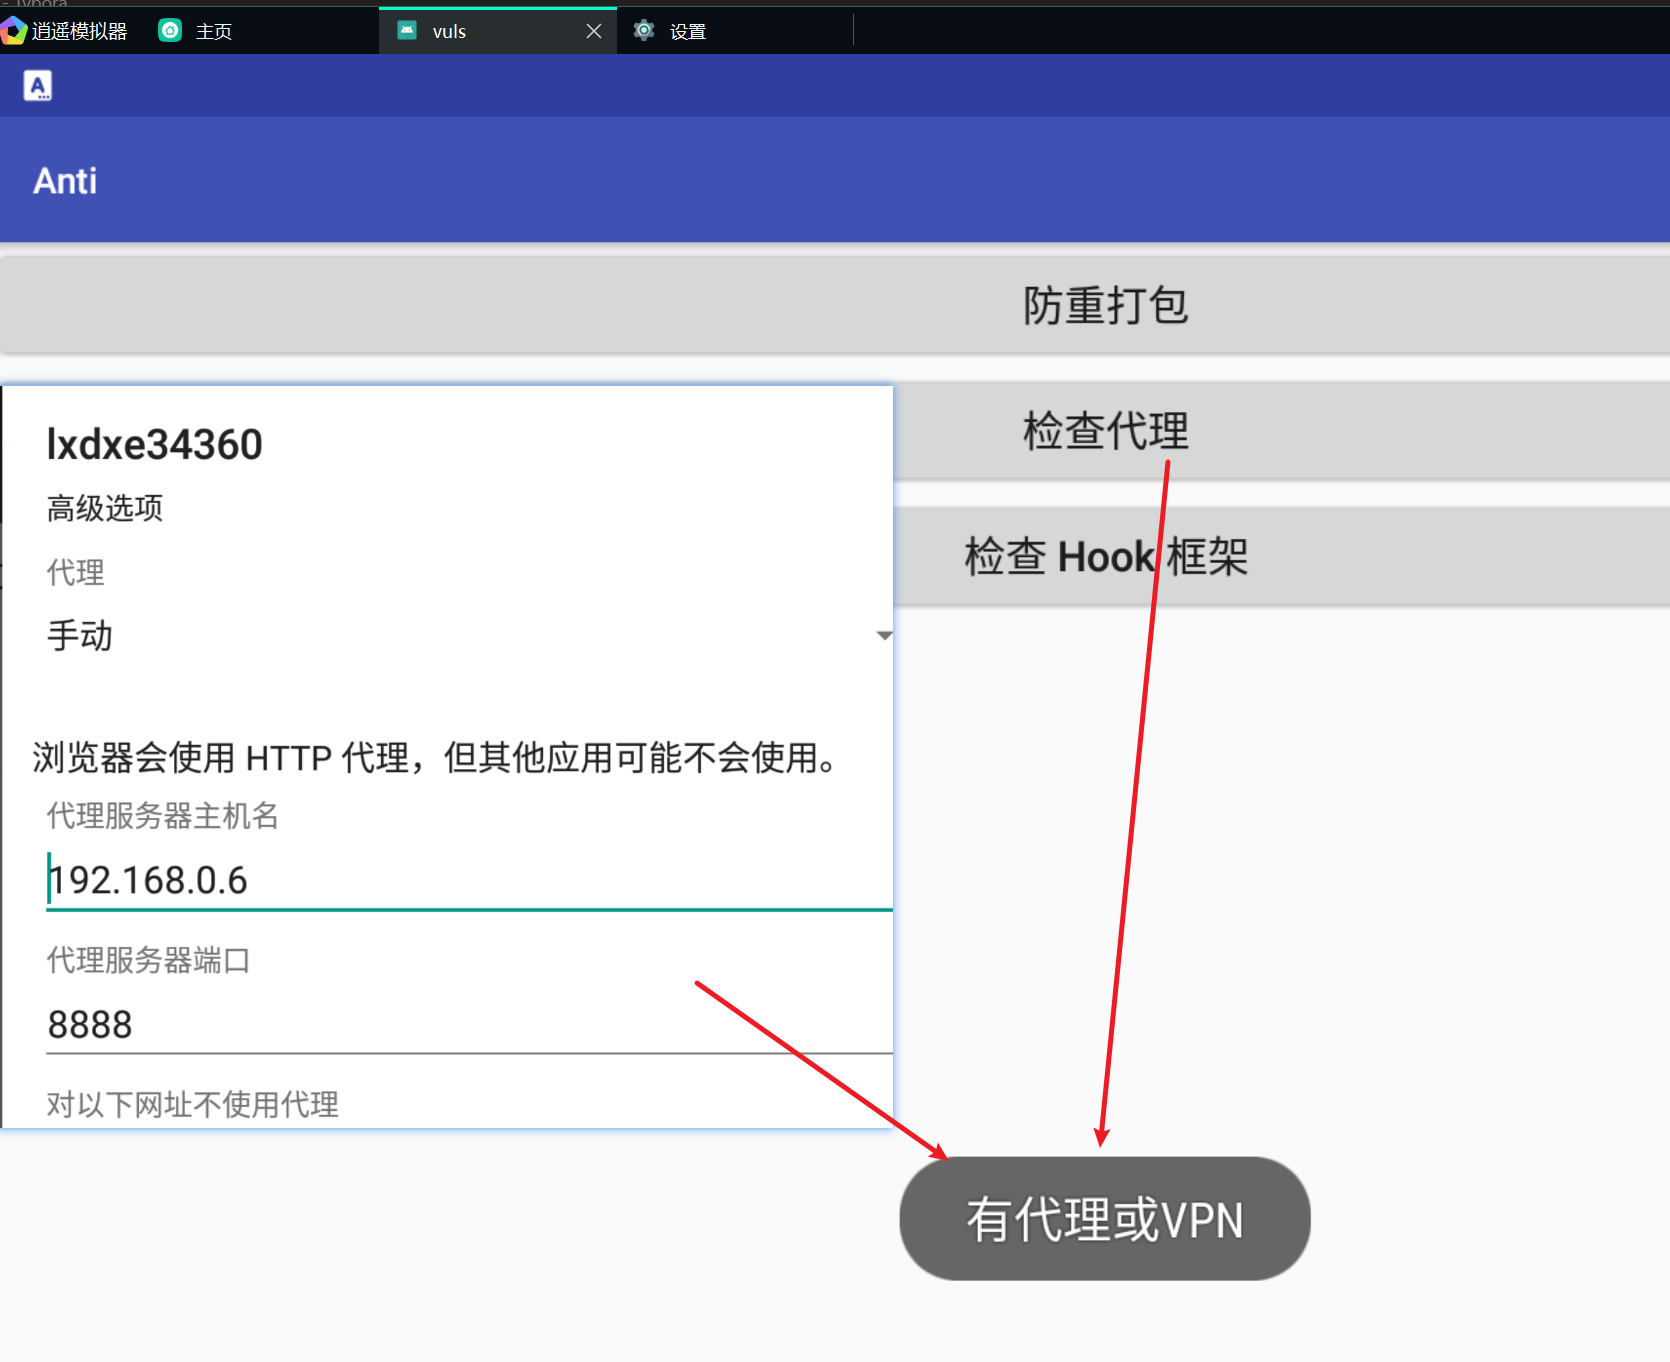 - Typora
逍遥模拟器
主页
vuls
设置
A
Anti
防重打包
检查代理
检查 Hook 框架
lxdxe34360
高级选项
代理
手动
浏览器会使用 HTTP 代理，但其他应用可能不会使用。
代理服务器主机名
192.168.0.6
代理服务器端口
8888
对以下网址不使用代理
有代理或VPN